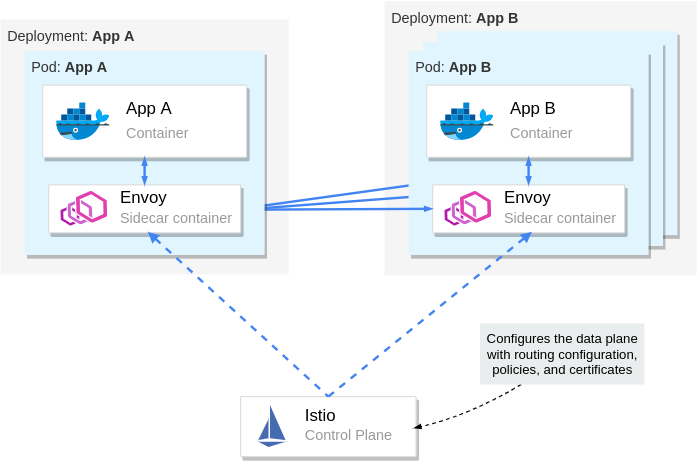 Deployment: App A
Pod: App A
App A
Container
Envoy
Sidecar container
Deployment: App B
Pod: App B
App B
Container
Envoy
Sidecar container
Configures the data plane
with routing configuration,
policies, and certificates
Istio
Control Plane